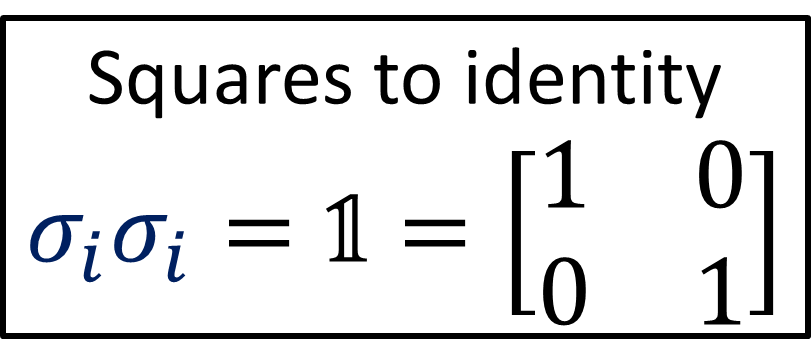 Squares to identity
σᵢσᵢ = 𝟙 = [1 0
0 1]